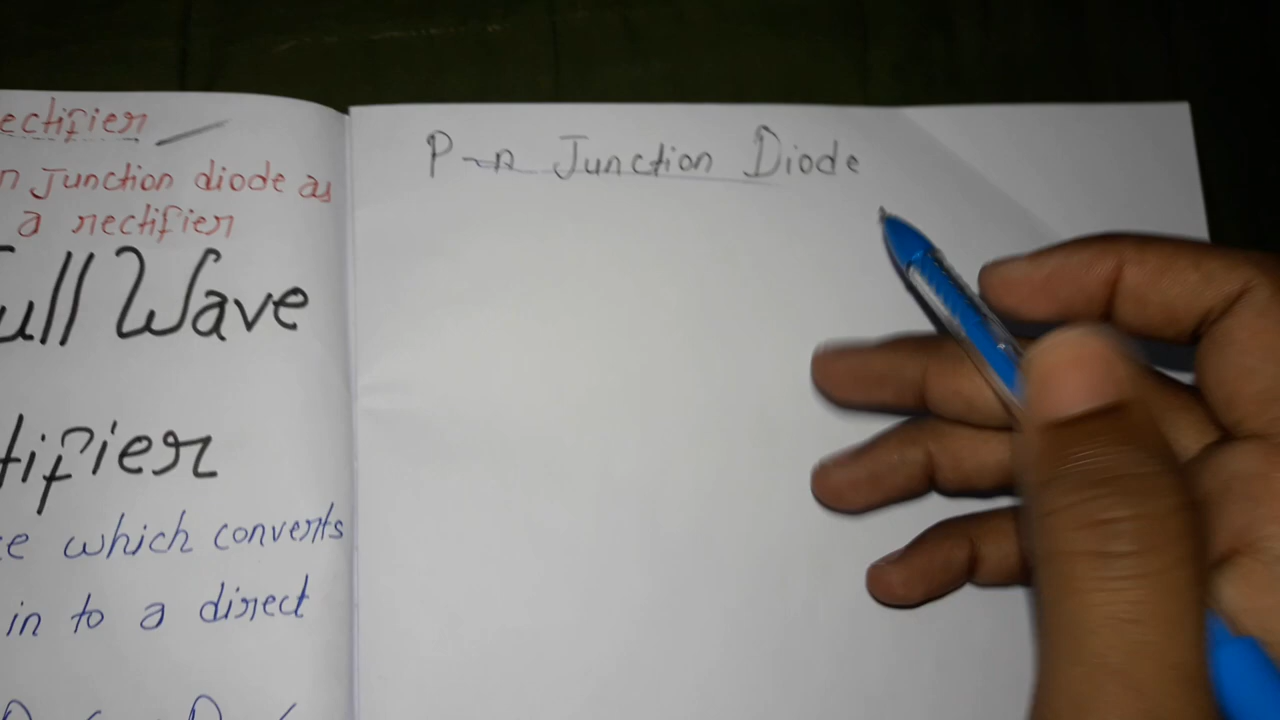 ectifier
n Junction diode as
a rectifier
ull Wave
tifier
e which converts
in to a direct
P-n Junction Diode